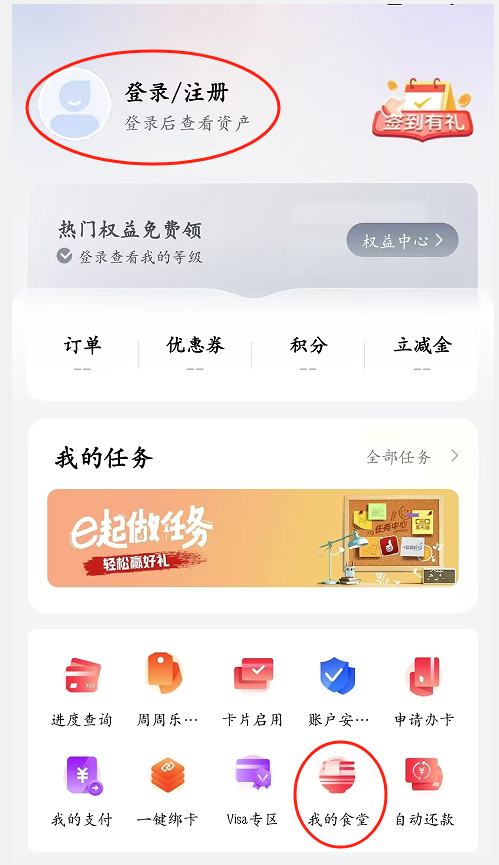 登录/注册
登录后查看资产
签到有礼
热门权益免费领
登录查看我的等级
权益中心
订单
优惠券
积分
立减金
--
--
--
--
我的任务
全部任务
e起做任务
轻松赢好礼
任务中心
进度查询
周周乐…
卡片启用
账户安…
申请办卡
我的支付
一键绑卡
Visa专区
我的食堂
自动还款